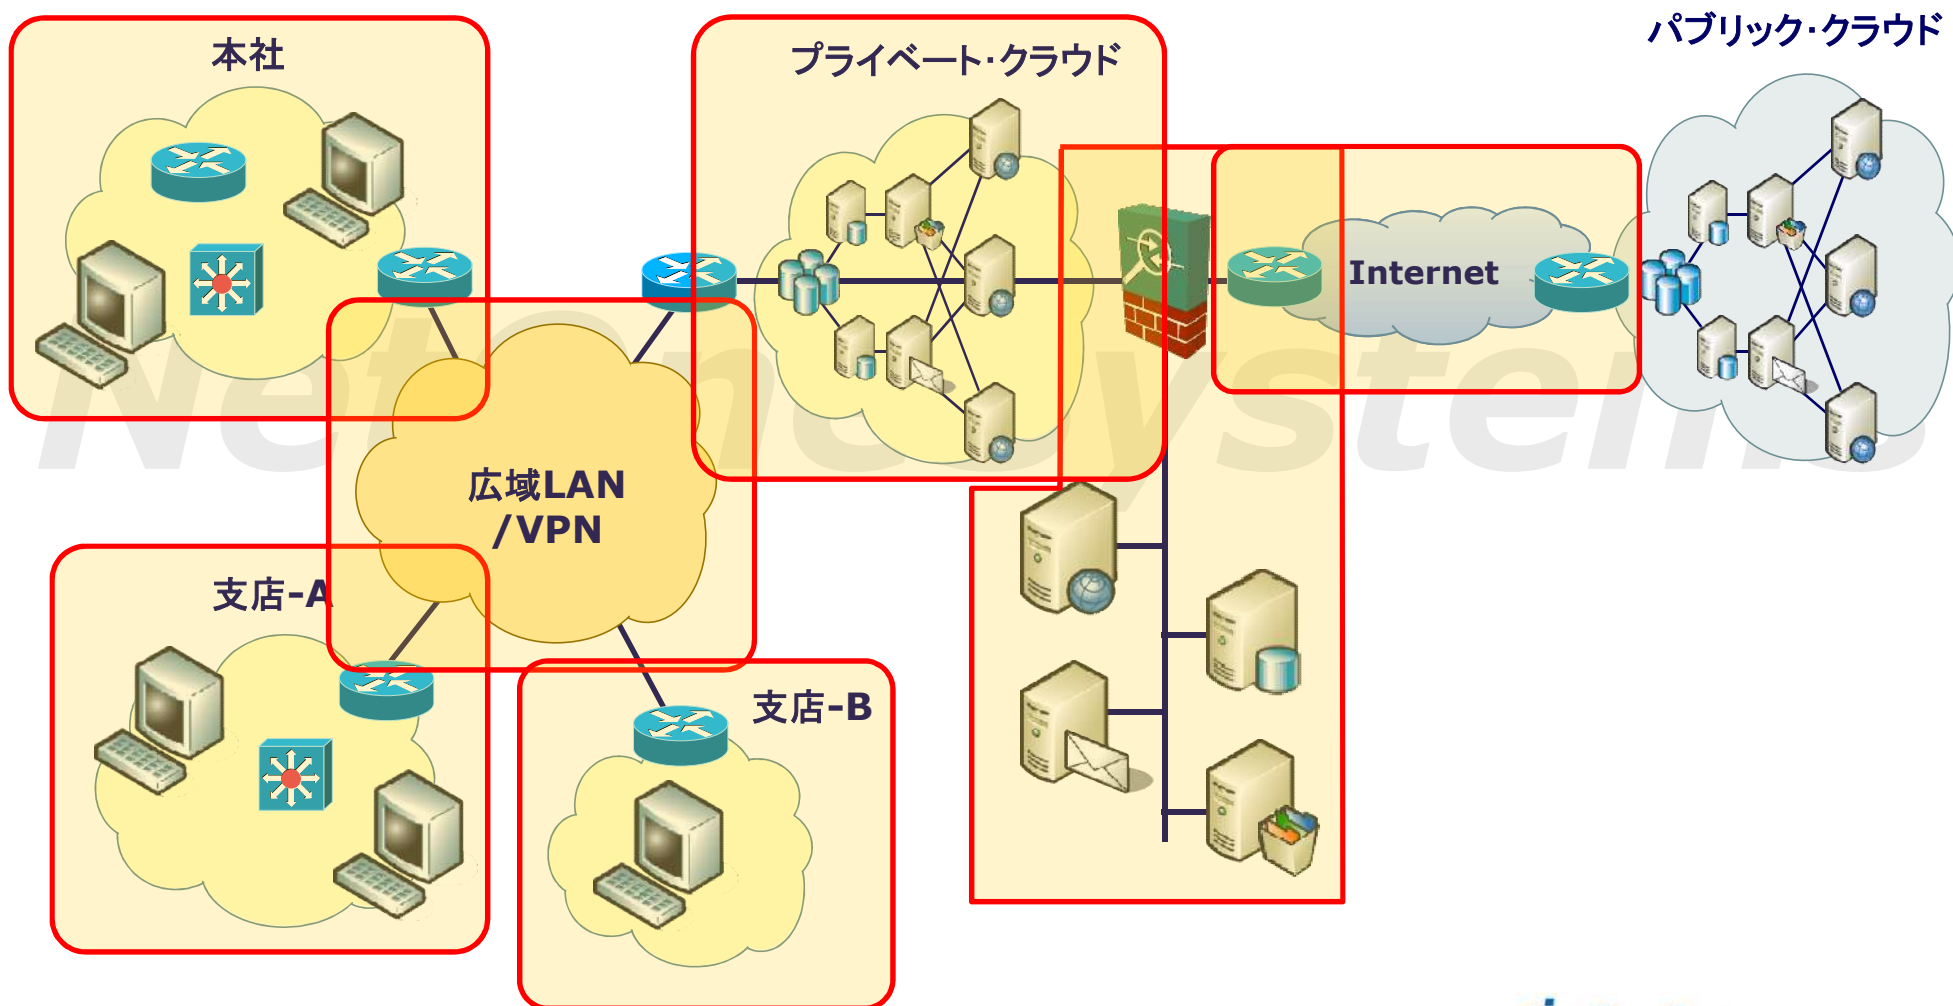 本社
プライベート・クラウド
パブリック・クラウド
Internet
広域LAN
/VPN
支店-A
支店-B